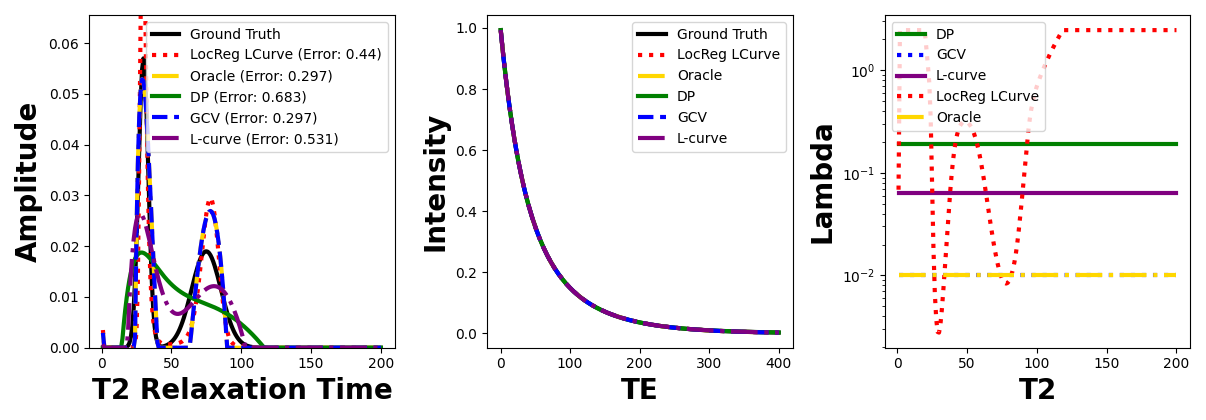 Amplitude
0.06
0.05
0.04
0.03
0.02
0.01
0.00
Ground Truth
LocReg LCurve (Error: 0.44)
Oracle (Error: 0.297)
DP (Error: 0.683)
GCV (Error: 0.297)
L-curve (Error: 0.531)
0 50 100 150 200
T2 Relaxation Time
Intensity
1.0
0.8
0.6
0.4
0.2
0.0
Ground Truth
LocReg LCurve
Oracle
DP
GCV
L-curve
0 100 200 300 400
TE
Lambda
10⁰
10⁻¹
10⁻²
DP
GCV
L-curve
LocReg LCurve
Oracle
0 50 100 150 200
T2